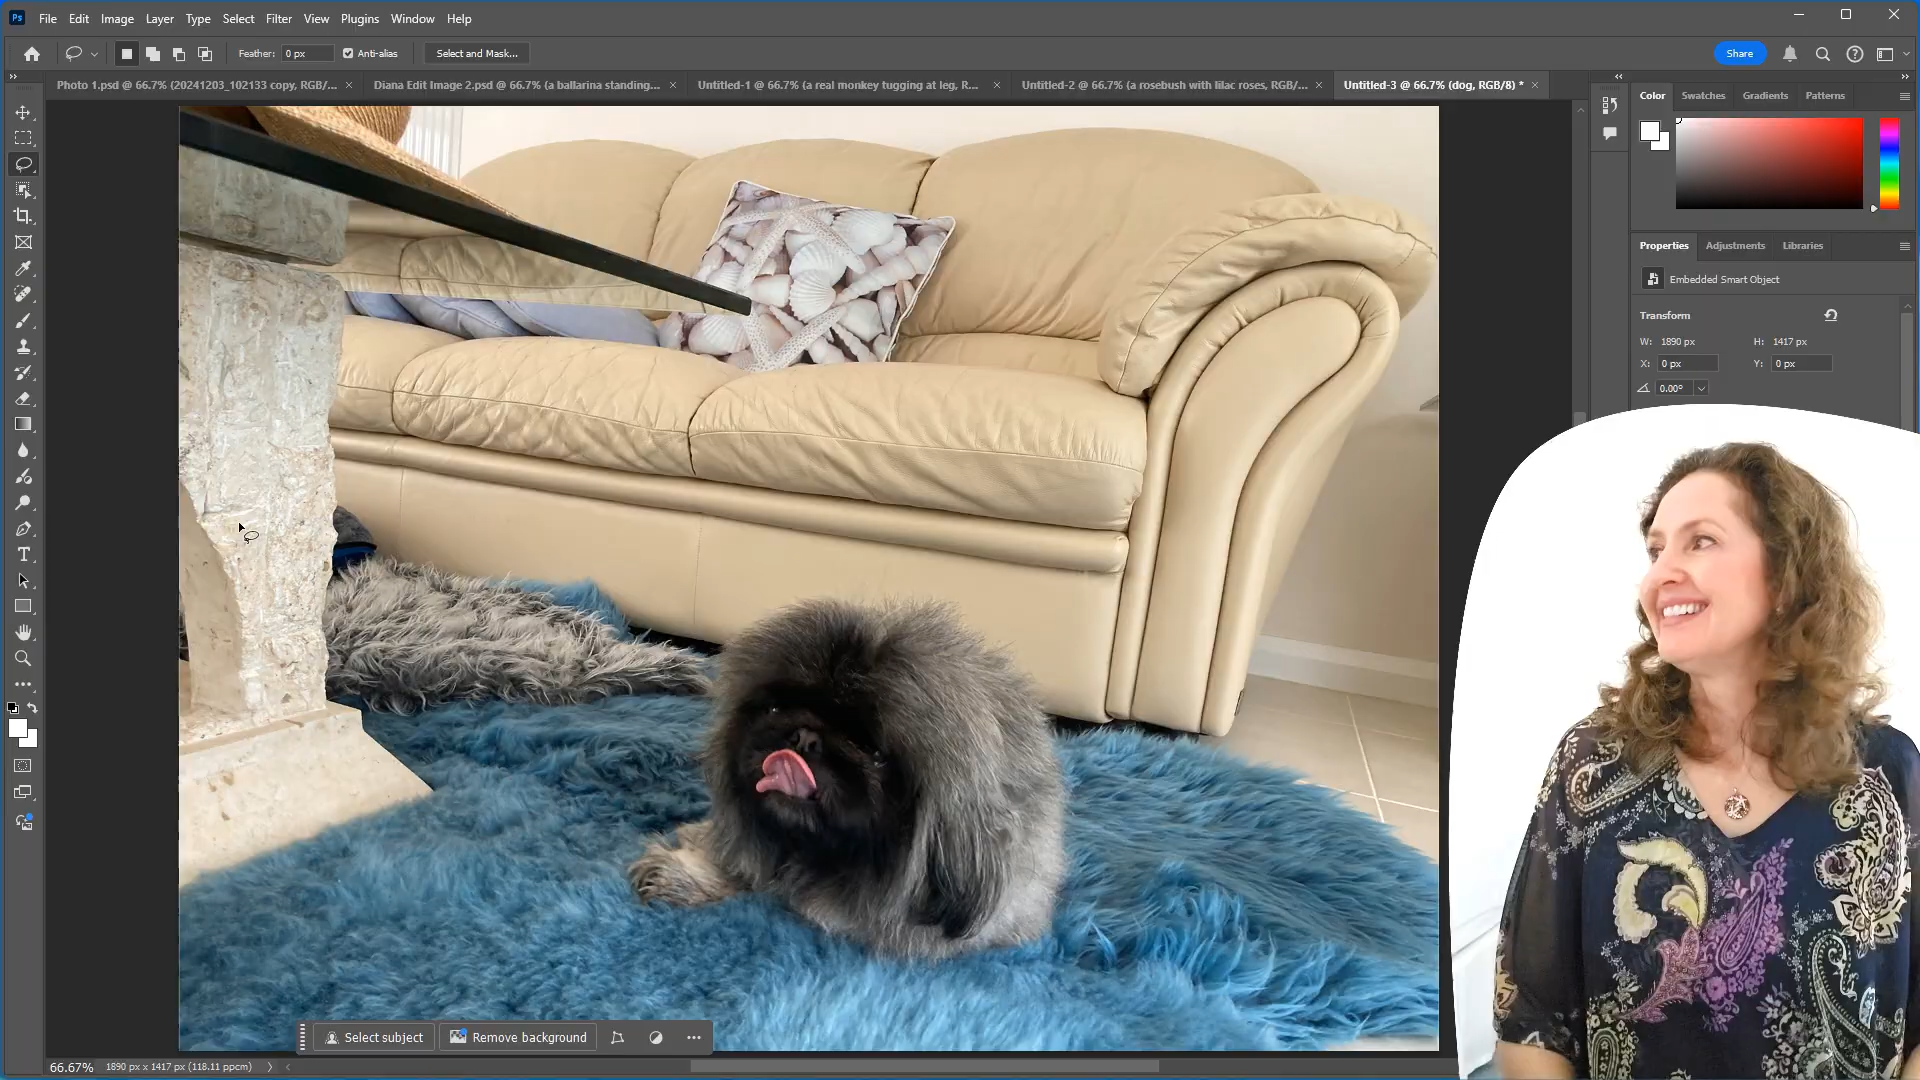 Ps File Edit Image Layer Type Select Filter View Plugins Window Help
Feather: 0 px Anti-alias Select and Mask... Share
Photo 1.psd @ 66.7% (20241203_102133 copy, RGB/... × Diana Edit Image 2.psd @ 66.7% (a ballarina standing... × Untitled-1 @ 66.7% (a real monkey tugging at leg, R... × Untitled-2 @ 66.7% (a rosebush with lilac roses, RGB/... × Untitled-3 @ 66.7% (dog, RGB/8) * ×
Color Swatches Gradients Patterns
Properties Adjustments Libraries
Embedded Smart Object
Transform
W: 1890 px H: 1417 px
X: 0 px Y: 0 px
0.00°
Select subject Remove background
66.67% 1890 px x 1417 px (118.11 ppcm)